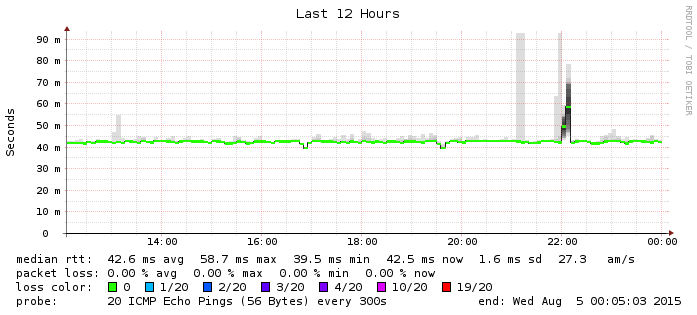 Last 12 Hours
RRDTOOL / TOBI OETIKER
Seconds
90 m
80 m
70 m
60 m
50 m
40 m
30 m
20 m
10 m
0
14:00 16:00 18:00 20:00 22:00 00:00
median rtt: 42.6 ms avg 58.7 ms max 39.5 ms min 42.5 ms now 1.6 ms sd 27.3 am/s
packet loss: 0.00 % avg 0.00 % max 0.00 % min 0.00 % now
loss color: 0 1/20 2/20 3/20 4/20 10/20 19/20
probe: 20 ICMP Echo Pings (56 Bytes) every 300s end: Wed Aug 5 00:05:03 2015